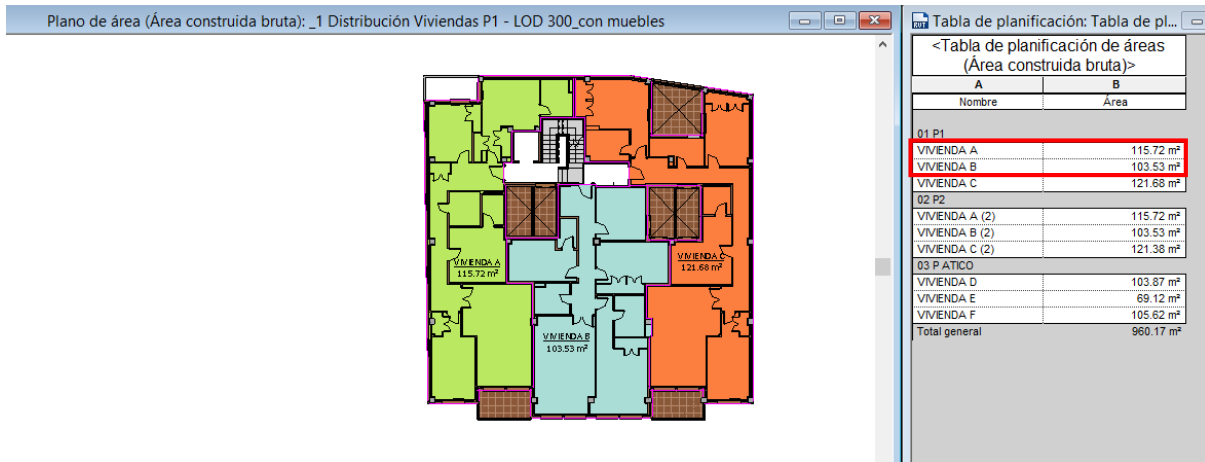 Plano de área (Área construida bruta): _1 Distribución Viviendas P1 - LOD 300_con muebles
VIVIENDA A
115.72 m²
VIVIENDA C
121.68 m²
VIVIENDA B
103.53 m²
RVT Tabla de planificación: Tabla de pl...
<Tabla de planificación de áreas
(Área construida bruta)>
A B
Nombre Área
01 P1
VIVIENDA A 115.72 m²
VIVIENDA B 103.53 m²
VIVIENDA C 121.68 m²
02 P2
VIVIENDA A (2) 115.72 m²
VIVIENDA B (2) 103.53 m²
VIVIENDA C (2) 121.38 m²
03 P ATICO
VIVIENDA D 103.87 m²
VIVIENDA E 69.12 m²
VIVIENDA F 105.62 m²
Total general 960.17 m²